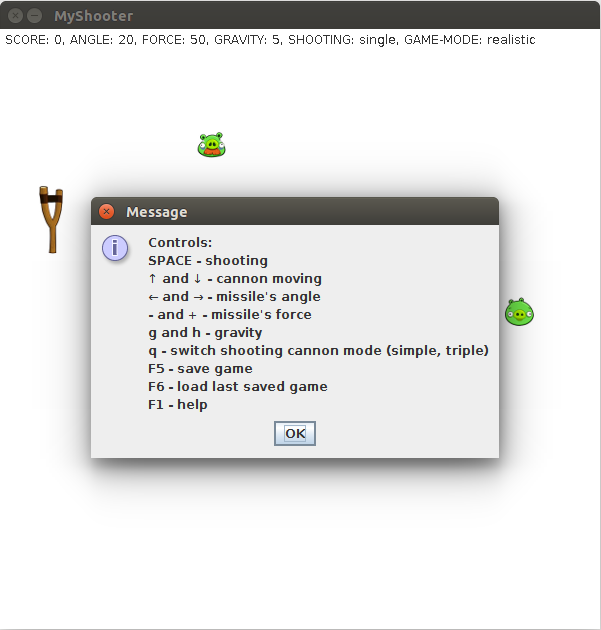 MyShooter
SCORE: 0, ANGLE: 20, FORCE: 50, GRAVITY: 5, SHOOTING: single, GAME-MODE: realistic
Message
Controls:
SPACE - shooting
↑ and ↓ - cannon moving
← and → - missile's angle
- and + - missile's force
g and h - gravity
q - switch shooting cannon mode (simple, triple)
F5 - save game
F6 - load last saved game
F1 - help
OK